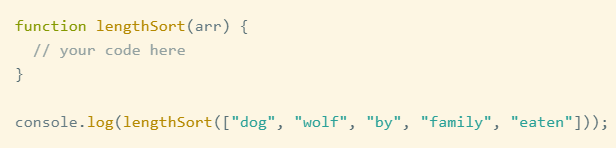 function lengthSort(arr) {
  // your code here
}
console.log(lengthSort(["dog", "wolf", "by", "family", "eaten"]));